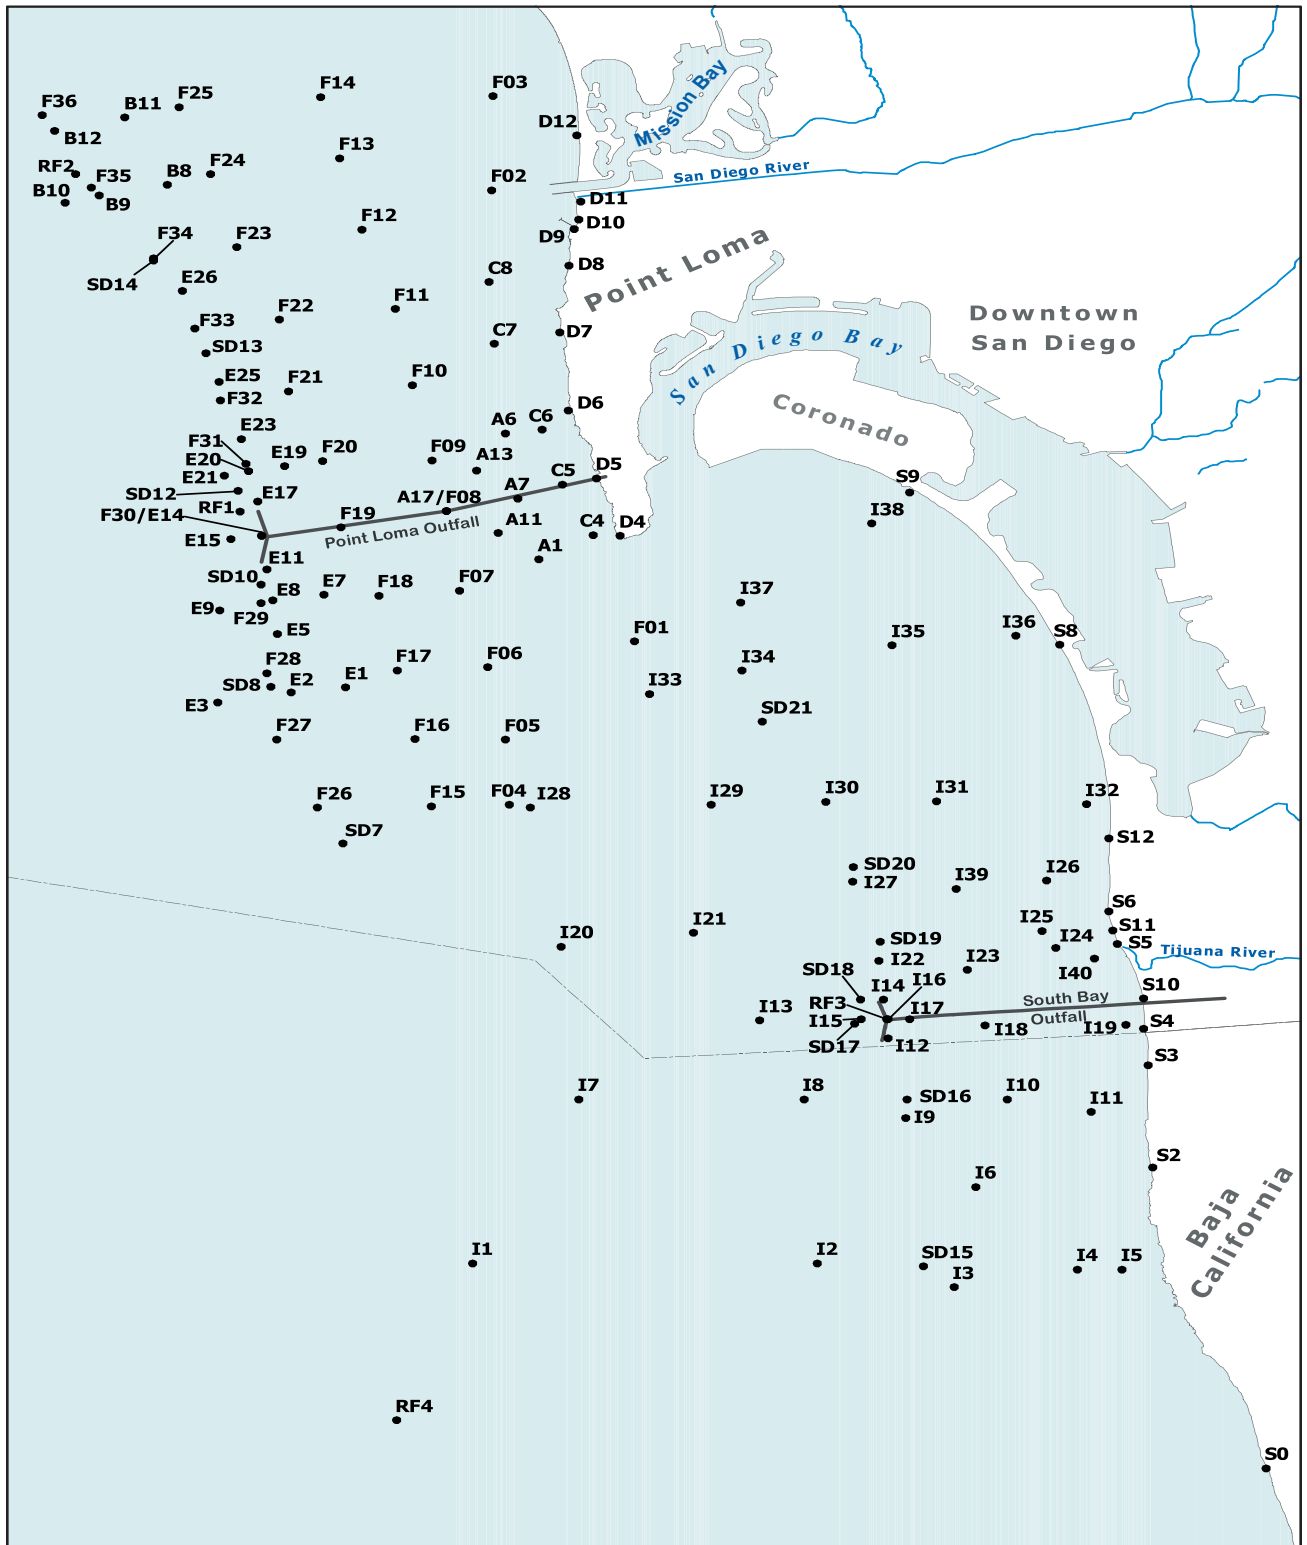 F14
F03
F25
F36
B11
D12
Mission Bay
B12
F13
RF2
F24
B8
F35
San Diego River
F02
B10
B9
D11
F12
D10
F34
F23
D9
Point Loma
D8
C8
SD14
E26
F11
F22
Downtown
San Diego
F33
C7
D7
San Diego Bay
SD13
F10
E25
F21
F32
D6
Coronado
A6
C6
E23
F31
F20
F09
E19
E20
A13
D5
E21
C5
S9
A7
SD12
E17
A17/F08
RF1
F30/E14
F19
I38
Point Loma Outfall
A11
C4
D4
E15
A1
E11
SD10
E7
F18
F07
E8
I37
E9
F29
E5
F01
I36
S8
I35
F28
F17
F06
I34
SD8
E2
E1
I33
E3
SD21
F27
F16
F05
F26
F15
F04
I28
I29
I30
I31
I32
SD7
S12
SD20
I27
I39
I26
S6
I20
I21
I25
S11
SD19
I24
S5
Tijuana River
I22
I23
I40
SD18
I16
I14
S10
South Bay
Outfall
RF3
I13
I15
I17
I18
I19
S4
SD17
I12
S3
I7
I8
SD16
I10
I11
I9
S2
I6
Baja
California
I1
I2
SD15
I3
I4
I5
RF4
S0